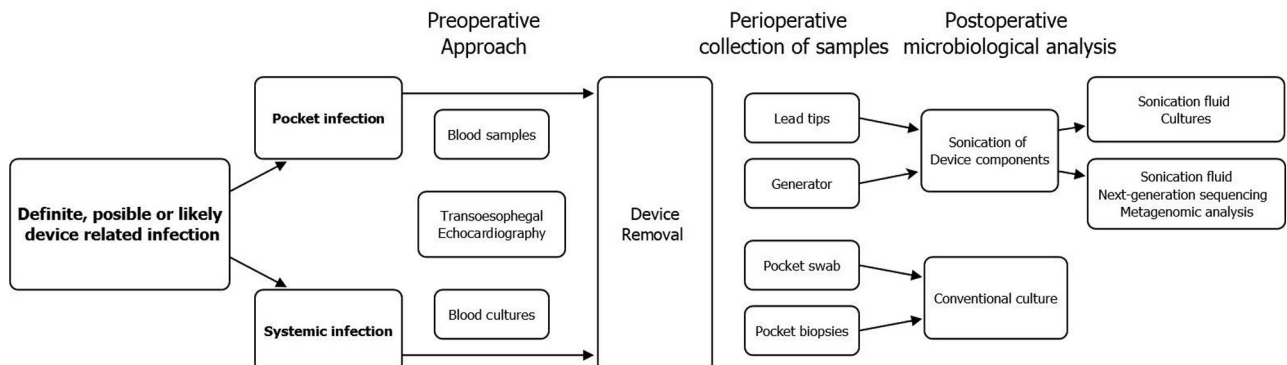 Preoperative
Approach
Perioperative
collection of samples
Postoperative
microbiological analysis
Definite, posible or likely
device related infection
Pocket infection
Systemic infection
Blood samples
Transoesphegal
Echocardiography
Blood cultures
Device
Removal
Lead tips
Generator
Pocket swab
Pocket biopsies
Sonication of
Device components
Conventional culture
Sonication fluid
Cultures
Sonication fluid
Next-generation sequencing
Metagenomic analysis